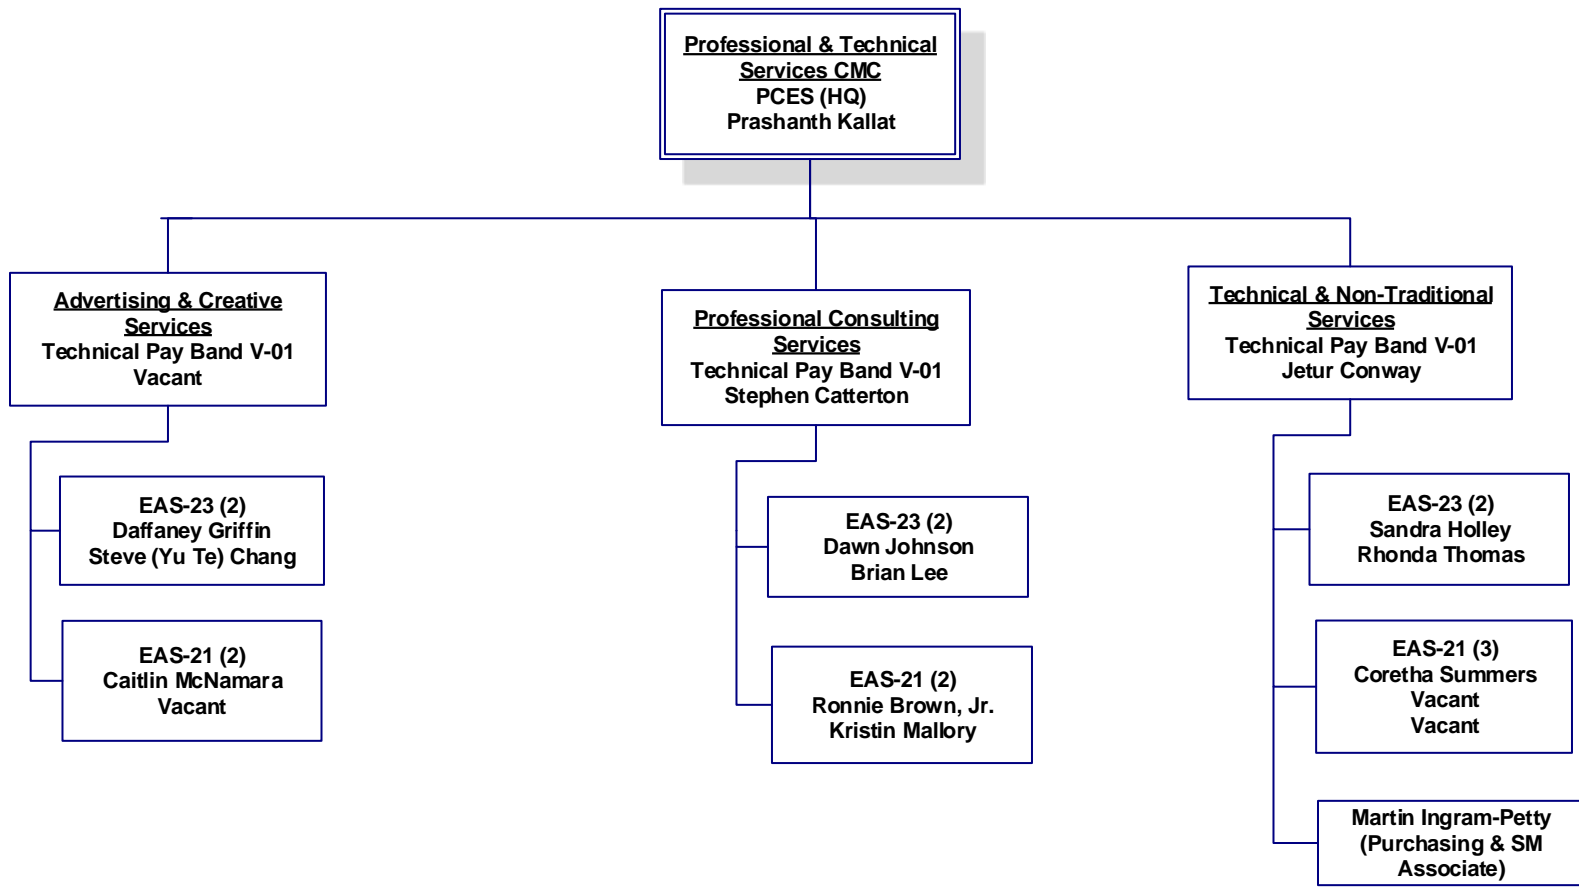 Professional & Technical
Services CMC
PCES (HQ)
Prashanth Kallat
Advertising & Creative
Services
Technical Pay Band V-01
Vacant
EAS-23 (2)
Daffaney Griffin
Steve (Yu Te) Chang
EAS-21 (2)
Caitlin McNamara
Vacant
Professional Consulting
Services
Technical Pay Band V-01
Stephen Catterton
EAS-23 (2)
Dawn Johnson
Brian Lee
EAS-21 (2)
Ronnie Brown, Jr.
Kristin Mallory
Technical & Non-Traditional
Services
Technical Pay Band V-01
Jetur Conway
EAS-23 (2)
Sandra Holley
Rhonda Thomas
EAS-21 (3)
Coretha Summers
Vacant
Vacant
Martin Ingram-Petty
(Purchasing & SM
Associate)